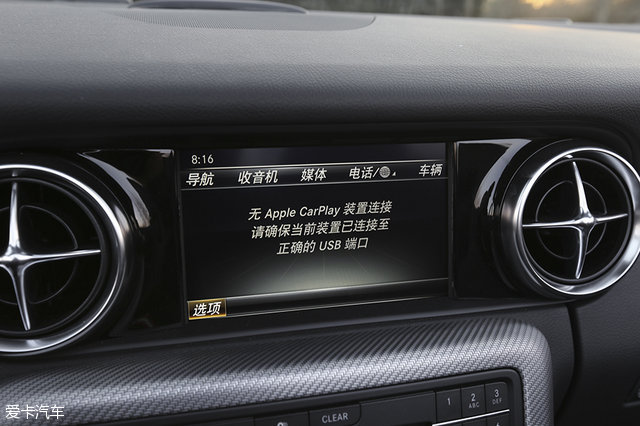 8:16
导航 收音机 媒体 电话/ 车辆
无 Apple CarPlay 装置连接
请确保当前装置已连接至
正确的 USB 端口
选项
CLEAR
1 2 ABC 3 DEF
爱卡汽车